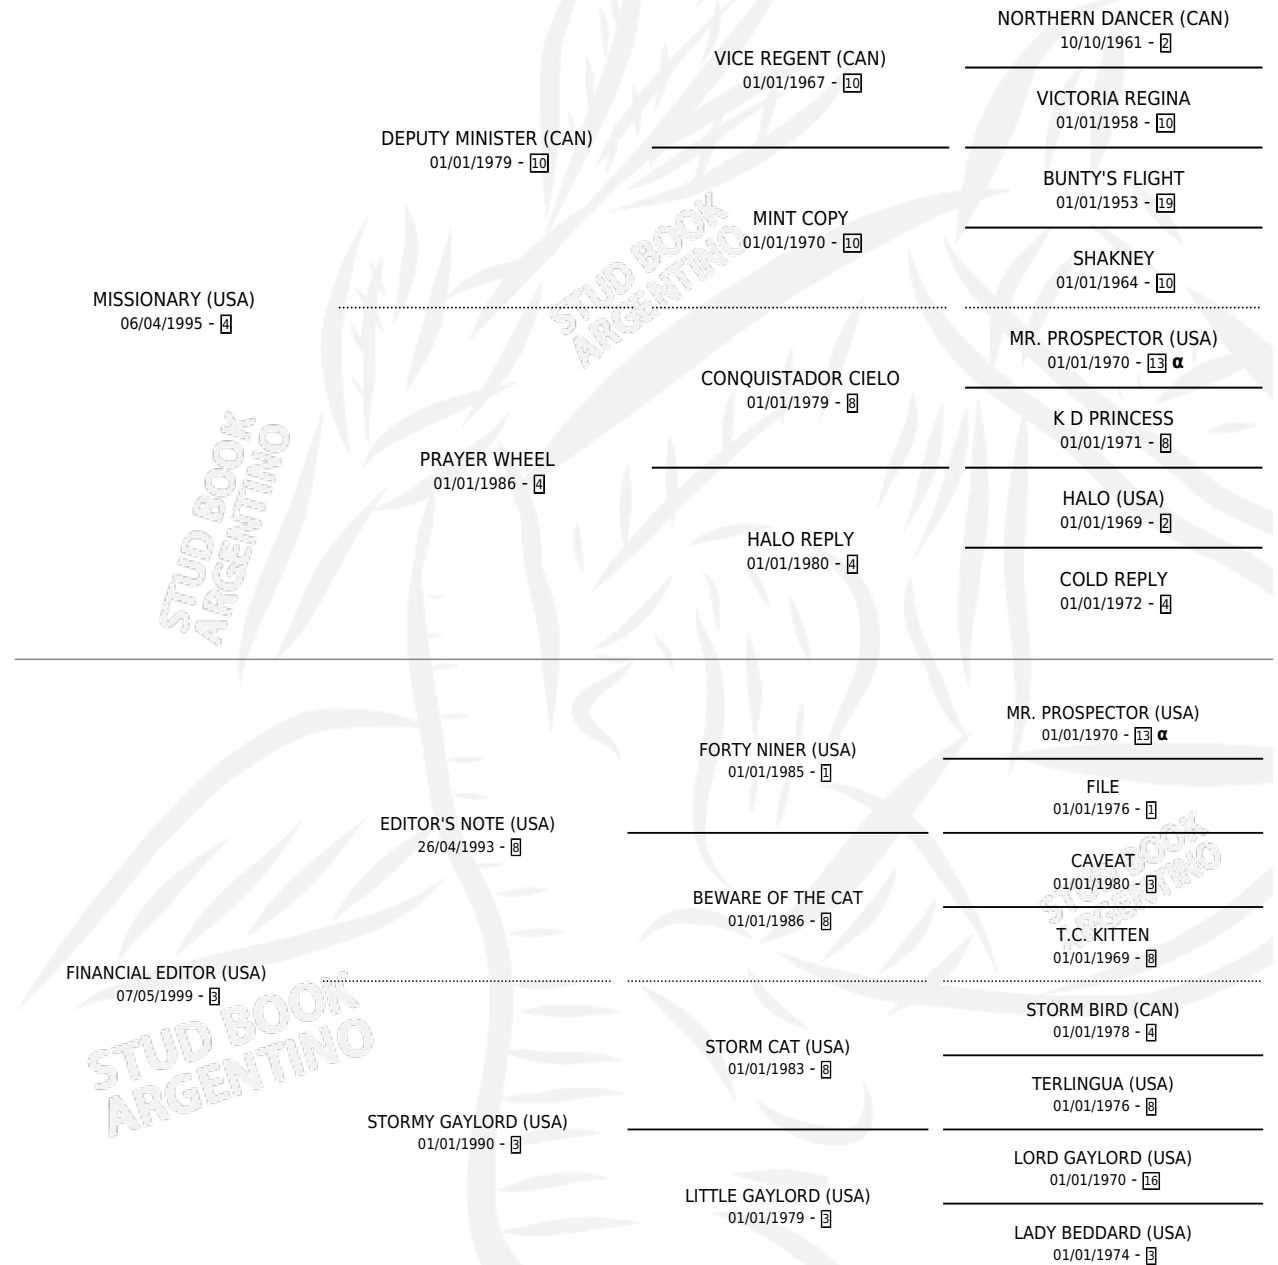 NORTHERN DANCER (CAN)
10/10/1961 - 2
VICE REGENT (CAN)
01/01/1967 - 10
VICTORIA REGINA
01/01/1958 - 10
DEPUTY MINISTER (CAN)
01/01/1979 - 10
BUNTY'S FLIGHT
01/01/1953 - 19
MINT COPY
01/01/1970 - 10
SHAKNEY
01/01/1964 - 10
MISSIONARY (USA)
06/04/1995 - 4
MR. PROSPECTOR (USA)
01/01/1970 - 13 α
CONQUISTADOR CIELO
01/01/1979 - 8
K D PRINCESS
01/01/1971 - 8
PRAYER WHEEL
01/01/1986 - 4
HALO (USA)
01/01/1969 - 2
HALO REPLY
01/01/1980 - 4
COLD REPLY
01/01/1972 - 4
MR. PROSPECTOR (USA)
01/01/1970 - 13 α
FORTY NINER (USA)
01/01/1985 - 1
FILE
01/01/1976 - 1
EDITOR'S NOTE (USA)
26/04/1993 - 8
CAVEAT
01/01/1980 - 3
BEWARE OF THE CAT
01/01/1986 - 8
T.C. KITTEN
01/01/1969 - 8
FINANCIAL EDITOR (USA)
07/05/1999 - 3
STORM BIRD (CAN)
01/01/1978 - 4
STORM CAT (USA)
01/01/1983 - 8
TERLINGUA (USA)
01/01/1976 - 8
STORMY GAYLORD (USA)
01/01/1990 - 3
LORD GAYLORD (USA)
01/01/1970 - 16
LITTLE GAYLORD (USA)
01/01/1979 - 3
LADY BEDDARD (USA)
01/01/1974 - 3
STUD BOOK
ARGENTINO
STUD BOOK
ARGENTINO
STUD BOOK
ARGENTINO
STUD BOOK
ARGENTINO